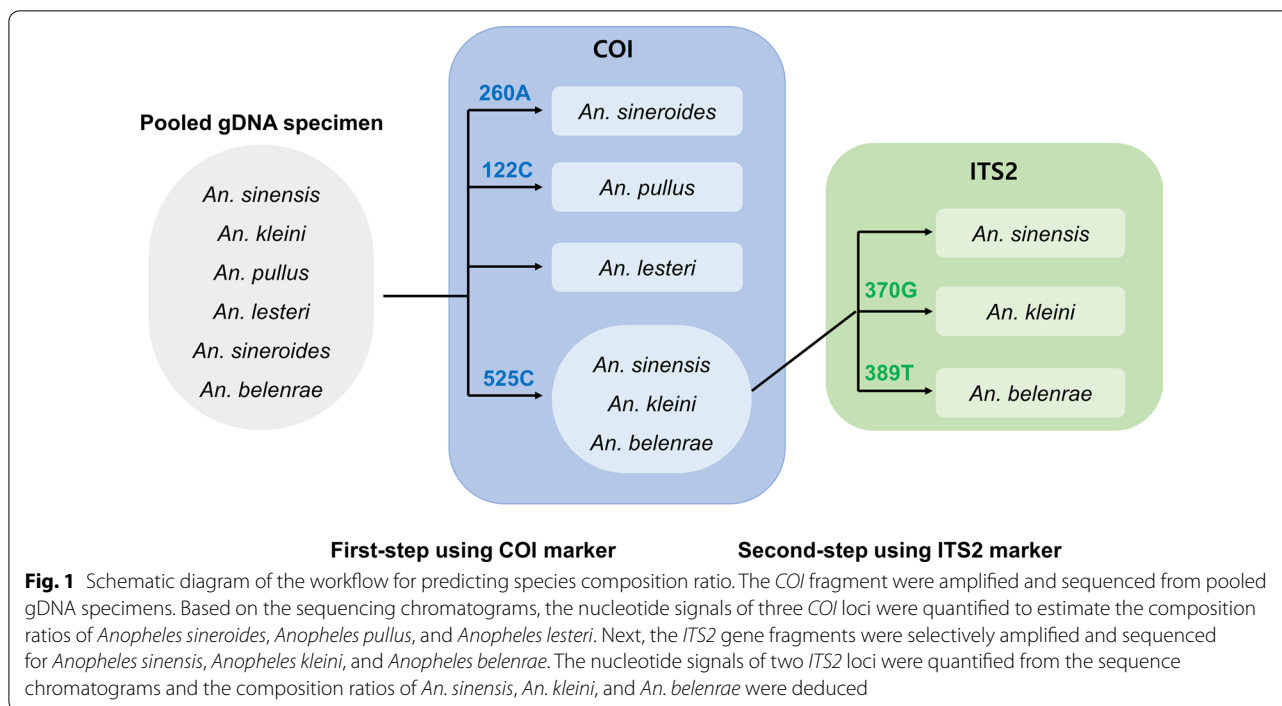 COI
Pooled gDNA specimen
An. sinensis
An. kleini
An. pullus
An. lesteri
An. sineroides
An. belenrae
260A
An. sineroides
122C
An. pullus
An. lesteri
525C
An. sinensis
An. kleini
An. belenrae
ITS2
An. sinensis
370G
An. kleini
389T
An. belenrae
First-step using COI marker
Second-step using ITS2 marker
Fig. 1 Schematic diagram of the workflow for predicting species composition ratio. The COI fragment were amplified and sequenced from pooled
gDNA specimens. Based on the sequencing chromatograms, the nucleotide signals of three COI loci were quantified to estimate the composition
ratios of Anopheles sineroides, Anopheles pullus, and Anopheles lesteri. Next, the ITS2 gene fragments were selectively amplified and sequenced
for Anopheles sinensis, Anopheles kleini, and Anopheles belenrae. The nucleotide signals of two ITS2 loci were quantified from the sequence
chromatograms and the composition ratios of An. sinensis, An. kleini, and An. belenrae were deduced